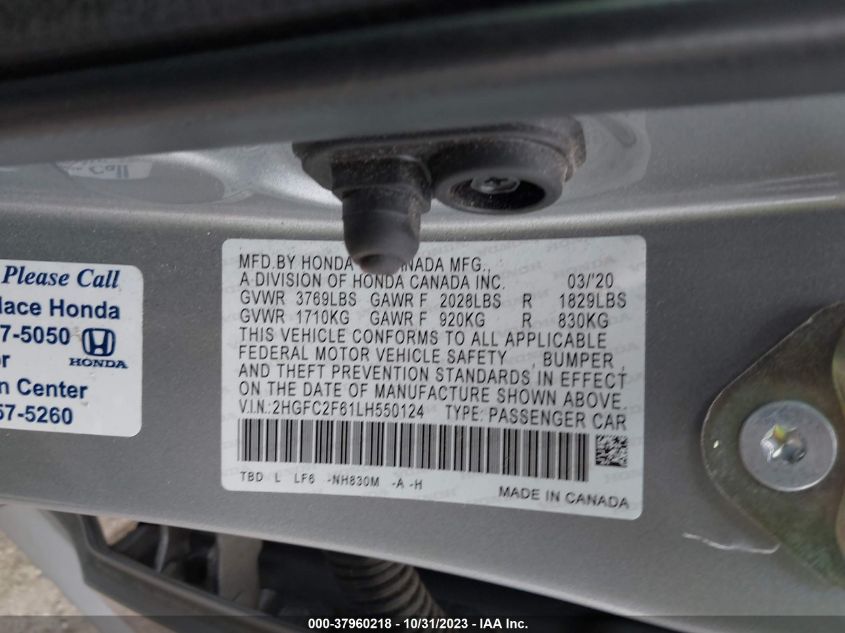 Please Call
lace Honda
7-5050
HONDA
or
n Center
57-5260
MFD.BY HONDA NADA MFG.,
A DIVISION OF HONDA CANADA INC. 03/'20
GVWR 3769LBS GAWR F 2028LBS R 1829LBS
GVWR 1710KG GAWR F 920KG R 830KG
THIS VEHICLE CONFORMS TO ALL APPLICABLE
FEDERAL MOTOR VEHICLE SAFETY , BUMPER ,
AND THEFT PREVENTION STANDARDS IN EFFECT
ON THE DATE OF MANUFACTURE SHOWN ABOVE.
V.I.N.:2HGFC2F61LH550124 TYPE: PASSENGER CAR
TBD L LF6 -NH830M -A -H
MADE IN CANADA
000-37960218 - 10/31/2023 - IAA Inc.